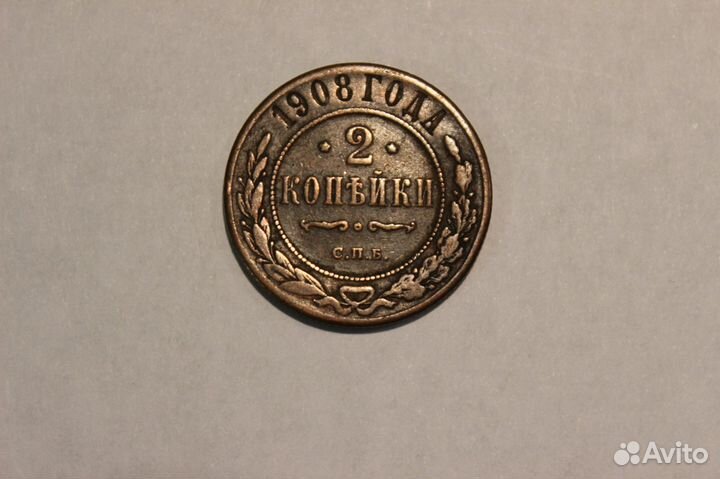 1908 ГОДА
2
КОПѢЙКИ
С.П.Б.
Avito